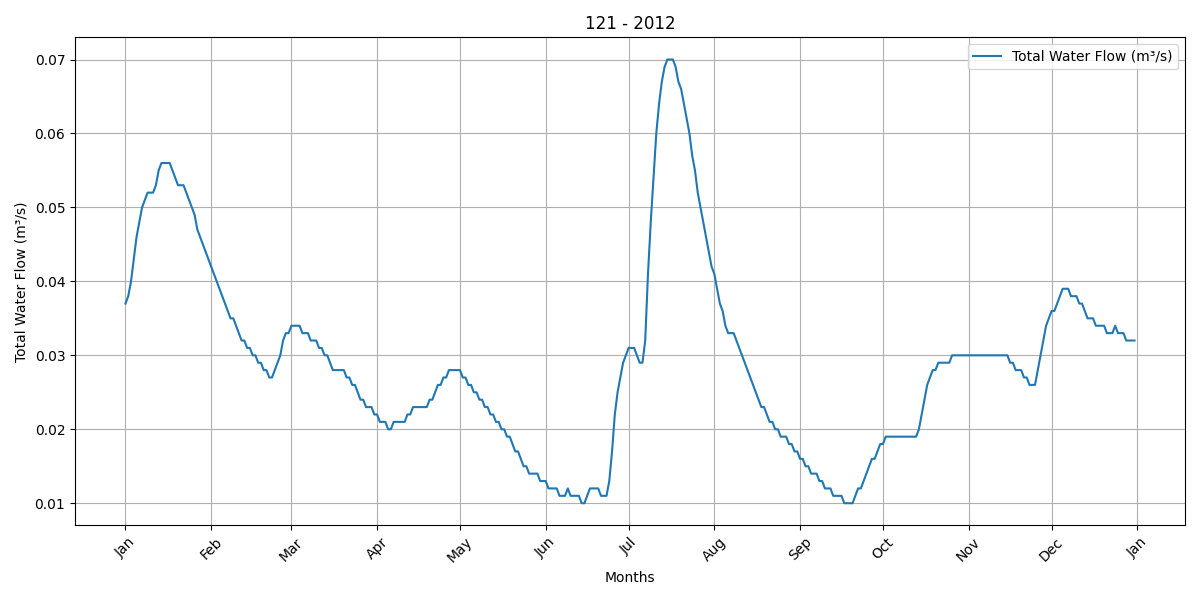 121 - 2012
Total Water Flow (m³/s)
Total Water Flow (m³/s)
0.07
0.06
0.05
0.04
0.03
0.02
0.01
Jan
Feb
Mar
Apr
May
Jun
Jul
Aug
Sep
Oct
Nov
Dec
Jan
Months